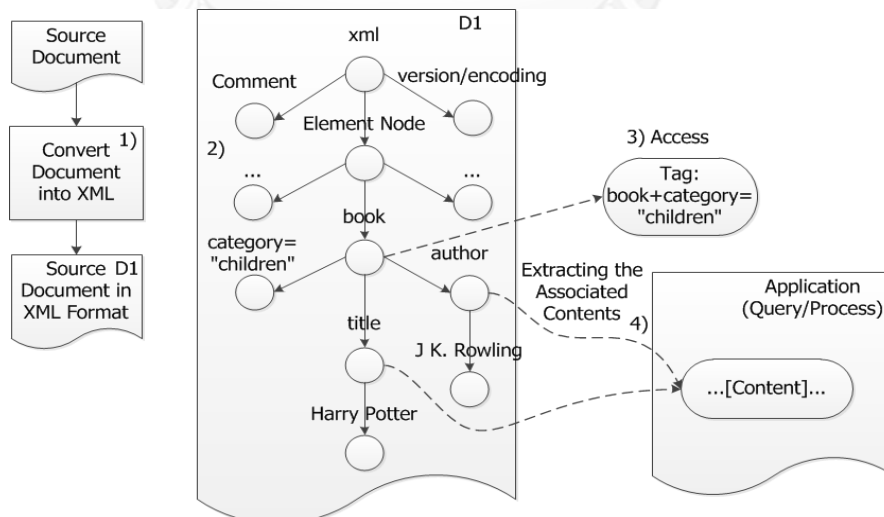 Source
Document
1)
Convert
Document
into XML
Source D1
Document in
XML Format
D1
xml
Comment
version/encoding
Element Node
2)
...
...
book
category=
"children"
author
title
J K. Rowling
Harry Potter
3) Access
Tag:
book+category=
"children"
Extracting the
Associated
Contents
4)
Application
(Query/Process)
...[Content]...